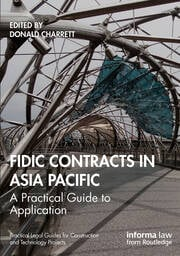 EDITED BY
DONALD CHARRETT
FIDIC CONTRACTS IN
ASIA PACIFIC
A Practical Guide to
Application
Practical Legal Guides for Construction
and Technology Projects
informa law
from Routledge